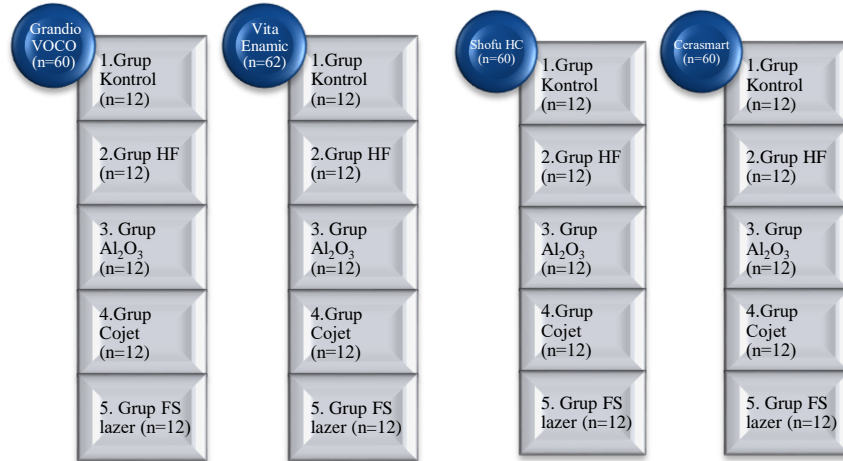 Grandio
VOCO
(n=60)
1.Grup
Kontrol
(n=12)
2.Grup HF
(n=12)
3. Grup
Al₂O₃
(n=12)
4.Grup
Cojet
(n=12)
5. Grup FS
lazer (n=12)
Vita
Enamic
(n=62)
1.Grup
Kontrol
(n=12)
2.Grup HF
(n=12)
3. Grup
Al₂O₃
(n=12)
4.Grup
Cojet
(n=12)
5. Grup FS
lazer (n=12)
Shofu HC
(n=60)
1.Grup
Kontrol
(n=12)
2.Grup HF
(n=12)
3. Grup
Al₂O₃
(n=12)
4.Grup
Cojet
(n=12)
5. Grup FS
lazer (n=12)
Cerasmart
(n=60)
1.Grup
Kontrol
(n=12)
2.Grup HF
(n=12)
3. Grup
Al₂O₃
(n=12)
4.Grup
Cojet
(n=12)
5. Grup FS
lazer (n=12)